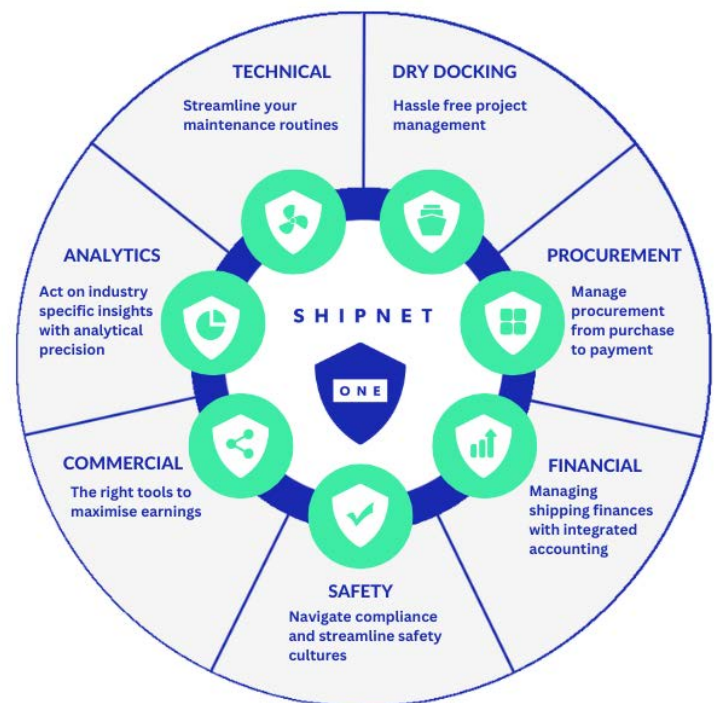 TECHNICAL
Streamline your
maintenance routines
DRY DOCKING
Hassle free project
management
PROCUREMENT
Manage
procurement
from purchase
to payment
FINANCIAL
Managing
shipping finances
with integrated
accounting
SAFETY
Navigate compliance
and streamline safety
cultures
COMMERCIAL
The right tools to
maximise earnings
ANALYTICS
Act on industry
specific insights
with analytical
precision
SHIPNET
ONE